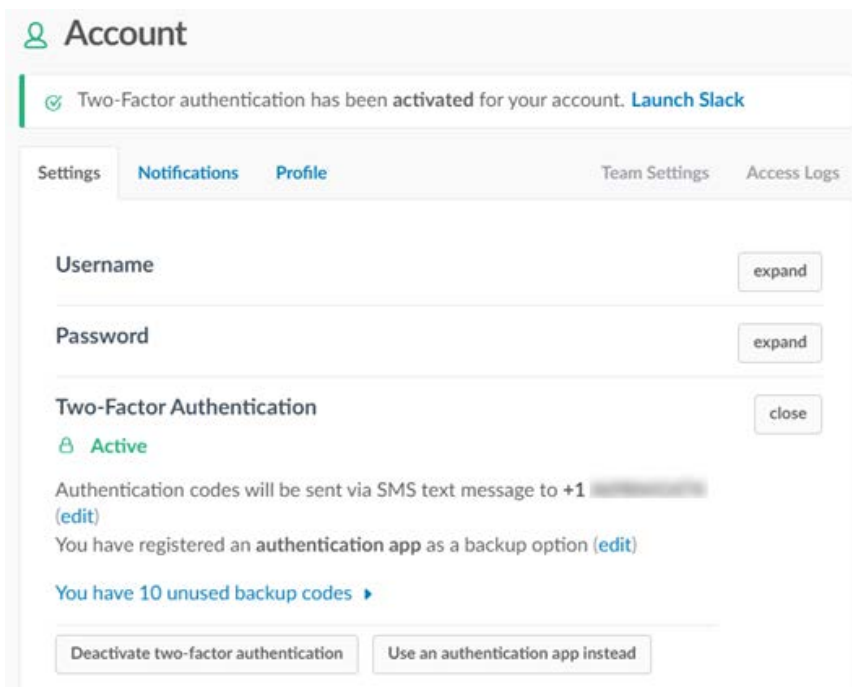 Account
Two-Factor authentication has been activated for your account. Launch Slack
Settings Notifications Profile Team Settings Access Logs
Username expand
Password expand
Two-Factor Authentication close
Active
Authentication codes will be sent via SMS text message to +1
(edit)
You have registered an authentication app as a backup option (edit)
You have 10 unused backup codes
Deactivate two-factor authentication Use an authentication app instead